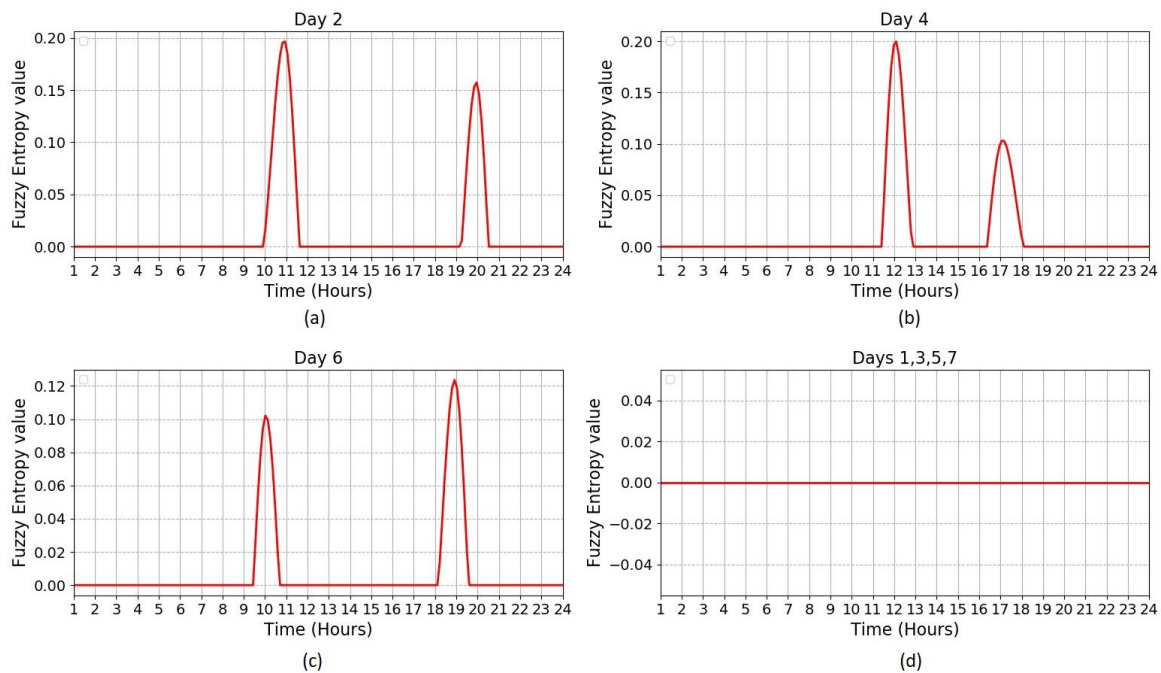 Day 2
0.20
0.15
0.10
0.05
0.00
Fuzzy Entropy value
1 2 3 4 5 6 7 8 9 10 11 12 13 14 15 16 17 18 19 20 21 22 23 24
Time (Hours)
(a)
Day 4
0.20
0.15
0.10
0.05
0.00
Fuzzy Entropy value
1 2 3 4 5 6 7 8 9 10 11 12 13 14 15 16 17 18 19 20 21 22 23 24
Time (Hours)
(b)
Day 6
0.12
0.10
0.08
0.06
0.04
0.02
0.00
Fuzzy Entropy value
1 2 3 4 5 6 7 8 9 10 11 12 13 14 15 16 17 18 19 20 21 22 23 24
Time (Hours)
(c)
Days 1,3,5,7
0.04
0.02
0.00
−0.02
−0.04
Fuzzy Entropy value
1 2 3 4 5 6 7 8 9 10 11 12 13 14 15 16 17 18 19 20 21 22 23 24
Time (Hours)
(d)